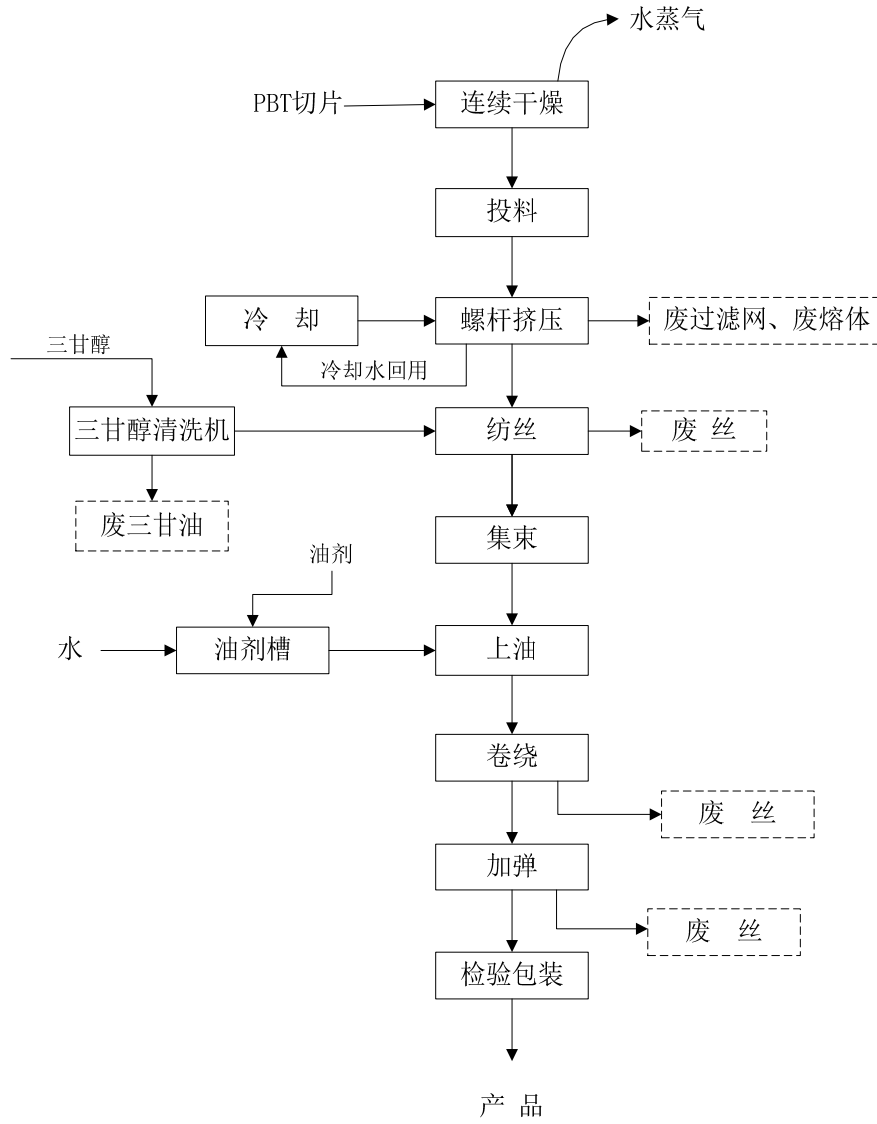 水蒸气
PBT切片
连续干燥
投料
冷 却
螺杆挤压
废过滤网、废熔体
三甘醇
冷却水回用
三甘醇清洗机
纺丝
废 丝
废三甘油
集束
油剂
水
油剂槽
上油
卷绕
废 丝
加弹
废 丝
检验包装
产 品